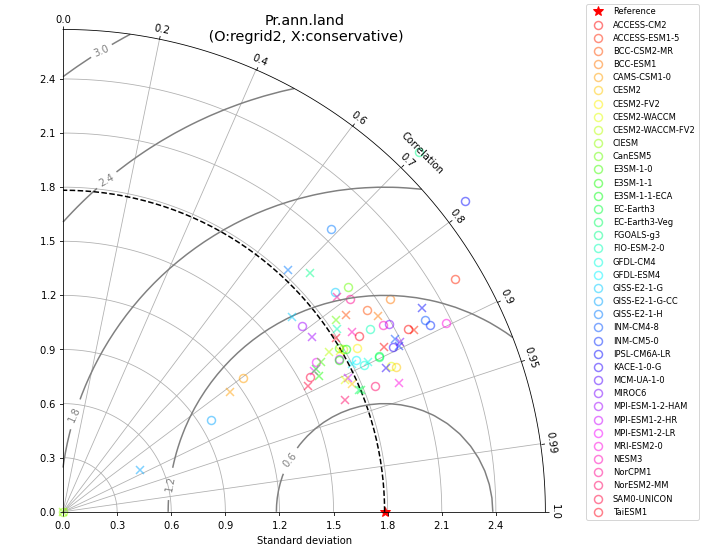 Pr.ann.land
(O:regrid2, X:conservative)
0.0
0.2
0.4
0.6
Correlation
0.7
0.8
0.9
0.95
0.99
1.0
3.0
2.4
1.8
1.2
0.6
2.4
2.1
1.8
1.5
1.2
0.9
0.6
0.3
0.0
0.0 0.3 0.6 0.9 1.2 1.5 1.8 2.1 2.4
Standard deviation
Reference
ACCESS-CM2
ACCESS-ESM1-5
BCC-CSM2-MR
BCC-ESM1
CAMS-CSM1-0
CESM2
CESM2-FV2
CESM2-WACCM
CESM2-WACCM-FV2
CIESM
CanESM5
E3SM-1-0
E3SM-1-1
E3SM-1-1-ECA
EC-Earth3
EC-Earth3-Veg
FGOALS-g3
FIO-ESM-2-0
GFDL-CM4
GFDL-ESM4
GISS-E2-1-G
GISS-E2-1-G-CC
GISS-E2-1-H
INM-CM4-8
INM-CM5-0
IPSL-CM6A-LR
KACE-1-0-G
MCM-UA-1-0
MIROC6
MPI-ESM-1-2-HAM
MPI-ESM1-2-HR
MPI-ESM1-2-LR
MRI-ESM2-0
NESM3
NorCPM1
NorESM2-MM
SAM0-UNICON
TaiESM1